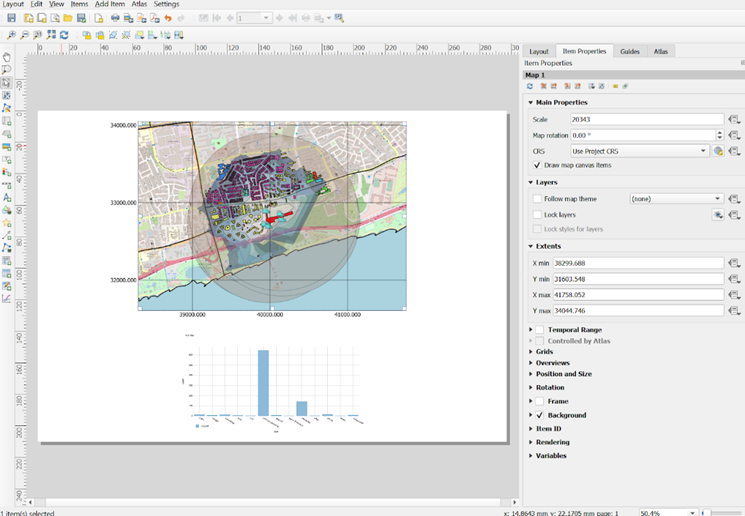 Layout Edit View Items Add Item Atlas Settings
1
0 10 20 30 40 50 60 70 80 90 100 110 120 130 140 150 160 170 180 190 200 210 220 230 240 250 260 270 280 290 30
Layout Item Properties Guides Atlas
Item Properties
Map 1
Main Properties
Scale 20343
Map rotation 0.00 °
CRS Use Project CRS
Draw map canvas items
Layers
Follow map theme (none)
Lock layers
Lock styles for layers
Extents
X min 38299.688
Y min 31603.548
X max 41758.052
Y max 34044.746
Temporal Range
Controlled by Atlas
Grids
Overviews
Position and Size
Rotation
Frame
Background
Item ID
Rendering
Variables
34000.000
33000.000
32000.000
39000.000 40000.000 41000.000
1 item(s) selected
x: 14.8643 mm y: 22.1705 mm page: 1 50.4%